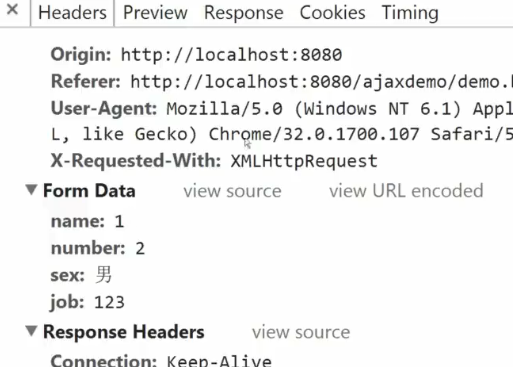 × Headers Preview Response Cookies Timing
Origin: http://localhost:8080
Referer: http://localhost:8080/ajaxdemo/demo.
User-Agent: Mozilla/5.0 (Windows NT 6.1) Appl
L, like Gecko) Chrome/32.0.1700.107 Safari/5
X-Requested-With: XMLHttpRequest
▼ Form Data view source view URL encoded
name: 1
number: 2
sex: 男
job: 123
▼ Response Headers view source
Connection: Keep-Alive